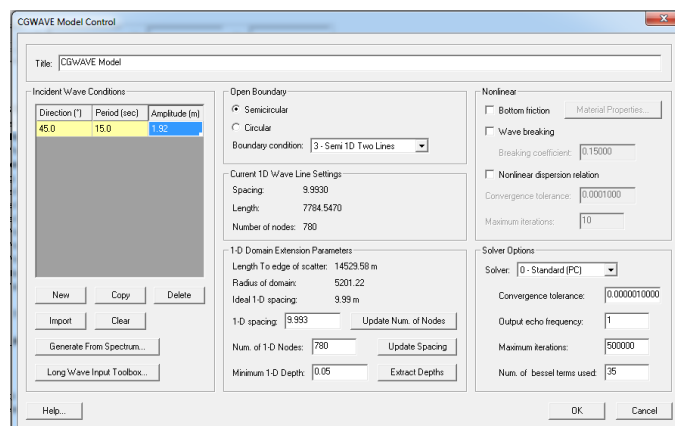 CGWAVE Model Control
Title: CGWAVE Model
Incident Wave Conditions
Direction (°) Period (sec) Amplitude (m)
45.0 15.0 1.92
New Copy Delete
Import Clear
Generate From Spectrum...
Long Wave Input Toolbox...
Open Boundary
Semicircular
Circular
Boundary condition: 3 - Semi 1D Two Lines
Current 1D Wave Line Settings
Spacing: 9.9930
Length: 7784.5470
Number of nodes: 780
1-D Domain Extension Parameters
Length To edge of scatter: 14529.58 m
Radius of domain: 5201.22
Ideal 1-D spacing: 9.99 m
1-D spacing: 9.993 Update Num. of Nodes
Num. of 1-D Nodes: 780 Update Spacing
Minimum 1-D Depth: 0.05 Extract Depths
Nonlinear
Bottom friction Material Properties...
Wave breaking
Breaking coefficient: 0.15000
Nonlinear dispersion relation
Convergence tolerance: 0.0001000
Maximum iterations: 10
Solver Options
Solver: 0 - Standard (PC)
Convergence tolerance: 0.0000010000
Output echo frequency: 1
Maximum iterations: 500000
Num. of bessel terms used: 35
Help... OK Cancel